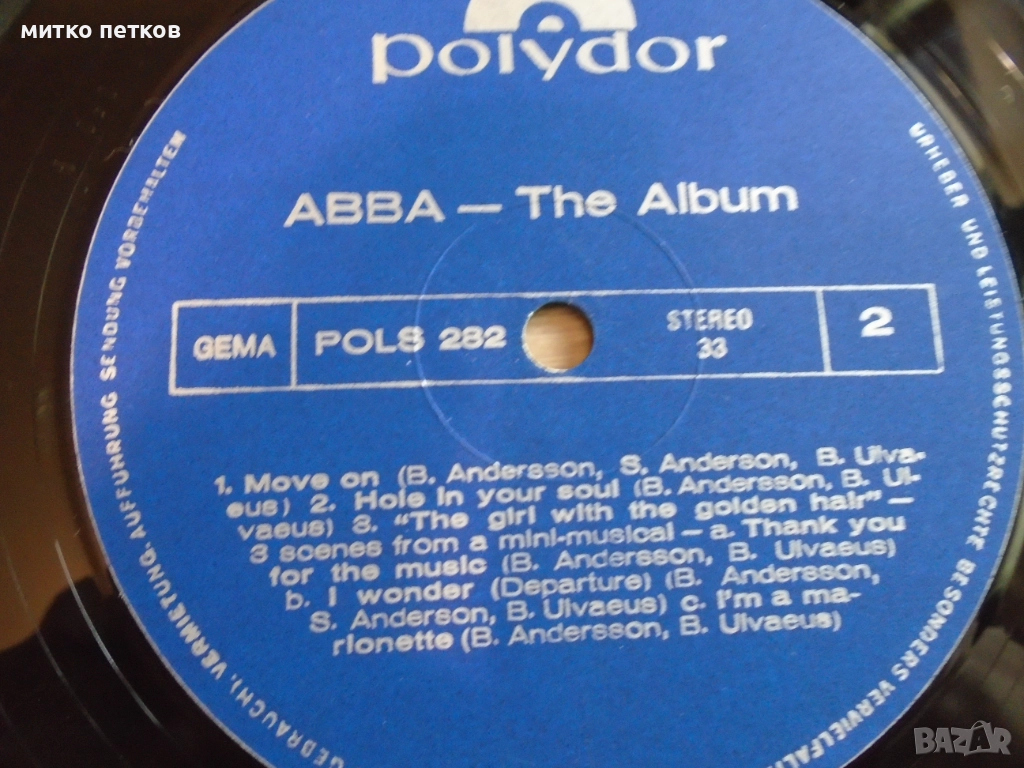 митко петков
polydor
ABBA – The Album
GEMA
POLS 282
STEREO
33
2
1. Move on (B. Andersson, S. Anderson, B. Ulva-
eus) 2. Hole in your soul (B. Andersson, B. Ul-
vaeus) 3. "The girl with the golden hair" –
3 scenes from a mini-musical – a. Thank you
for the music (B. Andersson, B. Ulvaeus)
b. I wonder (Departure) (B. Andersson,
S. Anderson, B. Ulvaeus) c. I'm a ma-
rionette (B. Andersson, B. Ulvaeus)
URHEBER UND LEISTUNGSSCHUTZRECHTE BESONDERS VERVIELFAL
GEBRAUCH), VERMIETUNG, AUFFÜHRUNG SENDUNG VORBEHALTEN
BAZAR